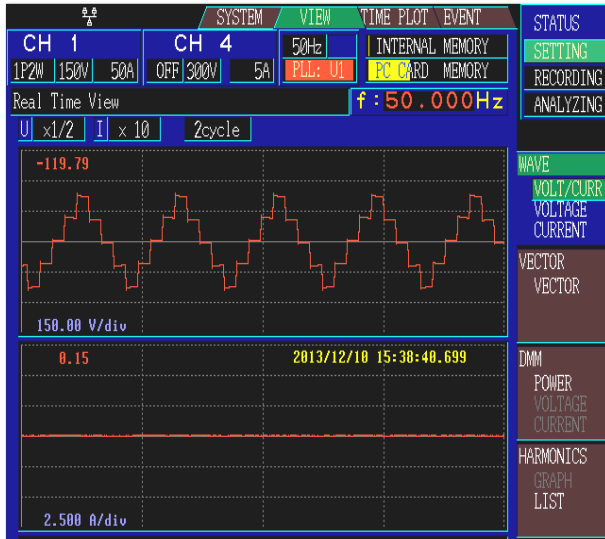 SYSTEM VIEW TIME PLOT EVENT STATUS
CH 1 CH 4 50Hz INTERNAL MEMORY SETTING
1P2W 150V 50A OFF 300V 5A PLL: U1 PC CARD MEMORY RECORDING
Real Time View f:50.000Hz ANALYZING
U x1/2 I x 10 2cycle
-119.79
150.00 V/div
0.15 2013/12/10 15:38:40.699
2.500 A/div
WAVE
VOLT/CURR
VOLTAGE
CURRENT
VECTOR
VECTOR
DMM
POWER
VOLTAGE
CURRENT
HARMONICS
GRAPH
LIST